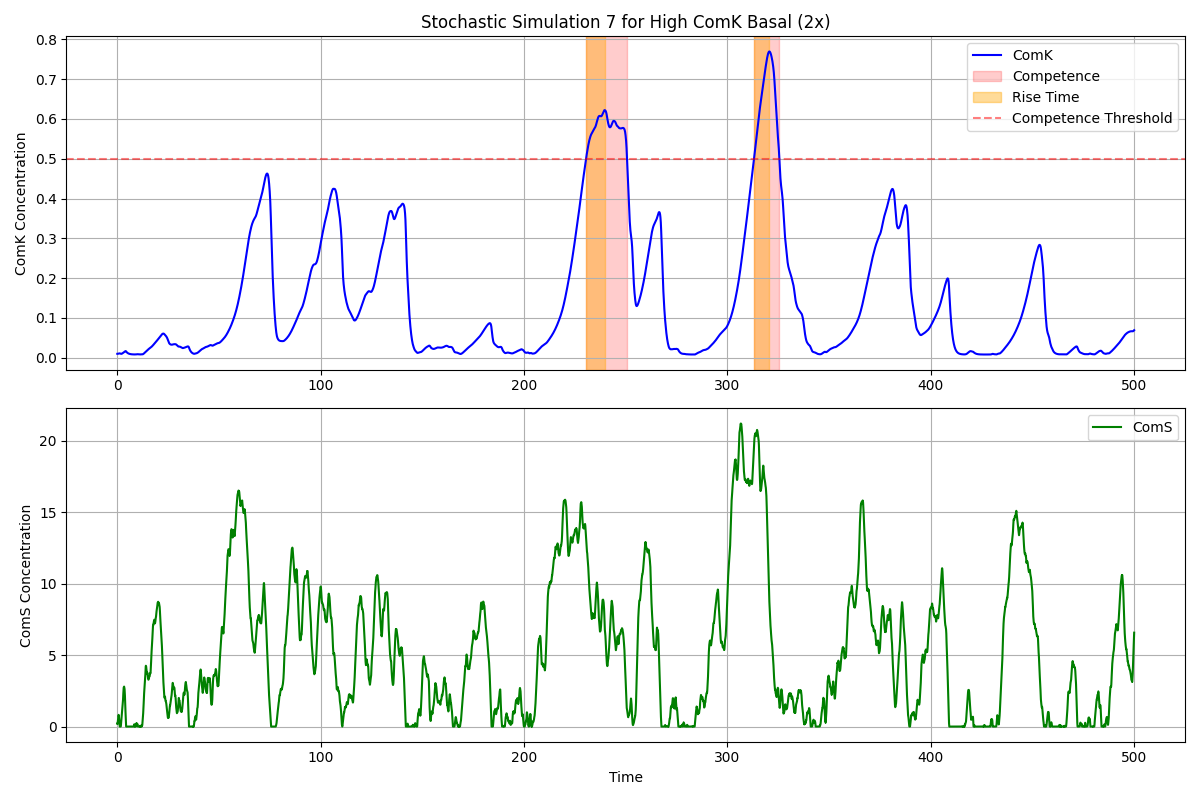 Stochastic Simulation 7 for High ComK Basal (2x)
ComK Concentration
0.8
0.7
0.6
0.5
0.4
0.3
0.2
0.1
0.0
ComK
Competence
Rise Time
Competence Threshold
0
100
200
300
400
500
ComS Concentration
20
15
10
5
0
ComS
0
100
200
300
400
500
Time